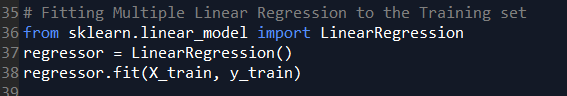 35 # Fitting Multiple Linear Regression to the Training set
36 from sklearn.linear_model import LinearRegression
37 regressor = LinearRegression()
38 regressor.fit(X_train, y_train)
39